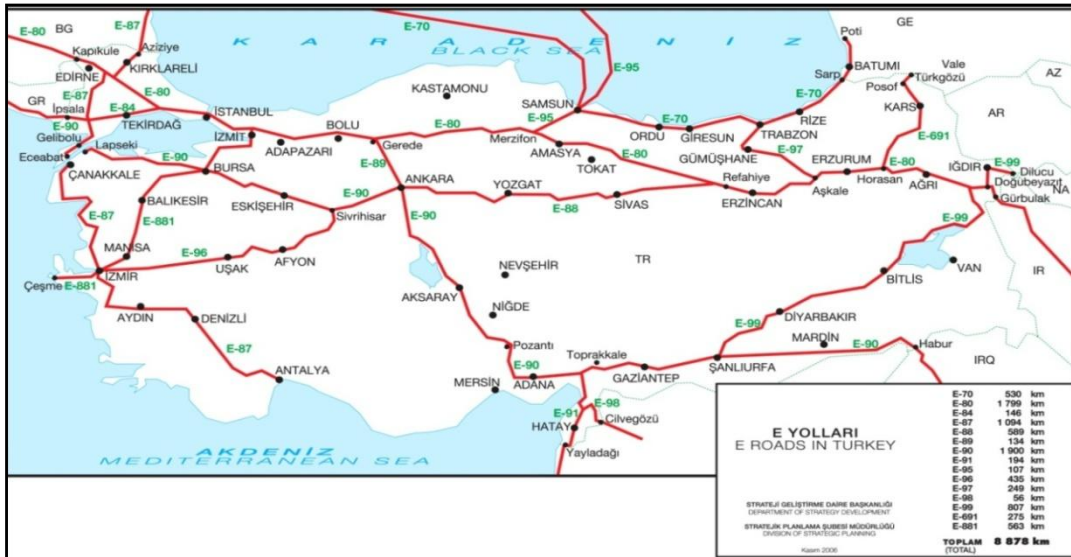 BG
E-87
E-80
Kapıkule
Aziziye
EDİRNE
KIRKLARELİ
E-87
E-80
GR
İpsala
E-84
TEKİRDAĞ
E-90
Gelibolu
Lapseki
Eceabat
ÇANAKKALE
E-90
İSTANBUL
İZMİT
ADAPAZARI
BOLU
Gerede
BURSA
E-89
KARADENİZ
BLACK SEA
E-70
E-95
KASTAMONU
SAMSUN
E-95
E-80
Merzifon
AMASYA
TOKAT
E-80
E-70
ORDU
GİRESUN
TRABZON
E-70
RİZE
Sarp
BATUMI
Poti
GE
Vale
Türkgözü
Posof
KARS
E-691
AZ
AR
GÜMÜŞHANE
E-97
ERZURUM
E-80
Aşkale
Horasan
AĞRI
IĞDIR
E-99
Dilucu
Doğubeyazıt
NA
Gürbulak
Refahiye
ERZİNCAN
BALIKESİR
E-881
ESKİŞEHİR
E-90
Sivrihisar
ANKARA
YOZGAT
E-88
SİVAS
E-87
MANİSA
E-96
UŞAK
AFYON
İZMİR
Çeşme
E-881
E-90
NEVŞEHİR
TR
AKSARAY
NİĞDE
E-99
IR
VAN
BİTLİS
AYDIN
DENİZLİ
E-87
ANTALYA
Pozantı
E-90
ADANA
MERSİN
Toprakkale
GAZİANTEP
ŞANLIURFA
E-99
DİYARBAKIR
MARDİN
E-90
Habur
IRQ
E-91
E-98
HATAY
Cilvegözü
Yayladağı
AKDENİZ
MEDITERRANEAN SEA
E YOLLARI
E ROADS IN TURKEY
STRATEJİ GELİŞTİRME DAİRE BAŞKANLIĞI
DEPARTMENT OF STRATEGY DEVELOPMENT
STRATEJİK PLANLAMA ŞUBESİ MÜDÜRLÜĞÜ
DIVISION OF STRATEGIC PLANNING
Kasım 2006
E-70 530 km
E-80 1 799 km
E-84 146 km
E-87 1 094 km
E-88 589 km
E-89 134 km
E-90 1 900 km
E-91 194 km
E-95 107 km
E-96 435 km
E-97 249 km
E-98 56 km
E-99 807 km
E-691 275 km
E-881 563 km
TOPLAM 8 878 km
(TOTAL)